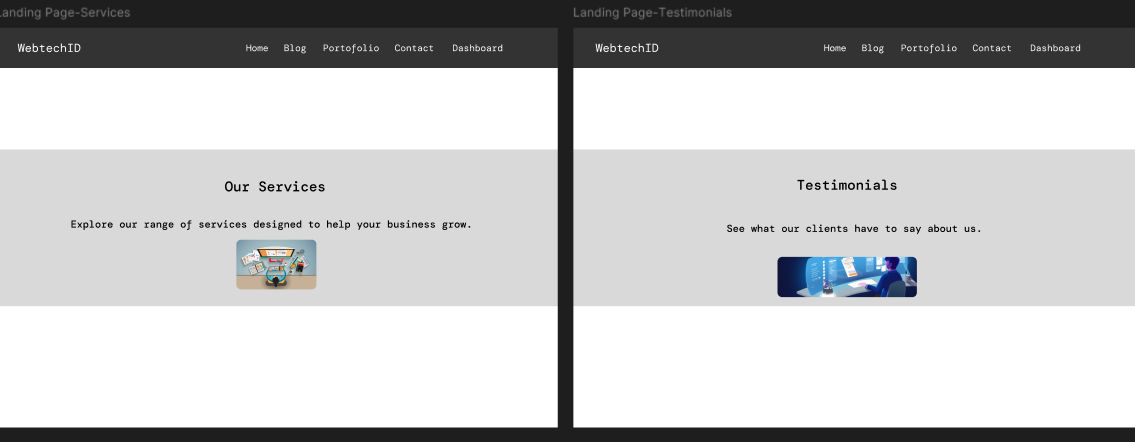 Landing Page-Services
WebtechID
Home Blog Portofolio Contact Dashboard
Our Services
Explore our range of services designed to help your business grow.
Landing Page-Testimonials
WebtechID
Home Blog Portofolio Contact Dashboard
Testimonials
See what our clients have to say about us.